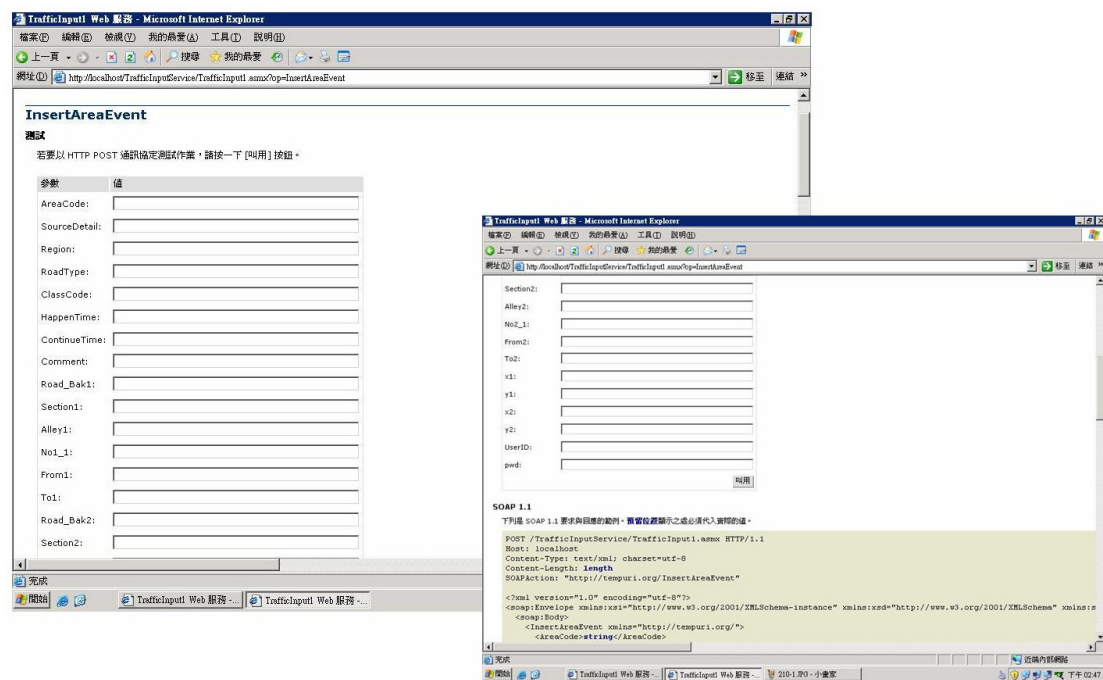 TrafficInput1 Web 服務 - Microsoft Internet Explorer
檔案(F) 編輯(E) 檢視(V) 我的最愛(A) 工具(T) 說明(H)
上一頁 搜尋 我的最愛
網址(D) http://localhost/TrafficInputService/TrafficInput1.asmx?op=InsertAreaEvent 移至 連結 »
InsertAreaEvent
測試
若要以 HTTP POST 通訊協定測試作業，請按一下 [叫用] 按鈕。
參數 值
AreaCode:
SourceDetail:
Region:
RoadType:
ClassCode:
HappenTime:
ContinueTime:
Comment:
Road_Bak1:
Section1:
Alley1:
No1_1:
From1:
To1:
Road_Bak2:
Section2:
完成
開始 TrafficInput1 Web 服務 -... TrafficInput1 Web 服務 -...
TrafficInput1 Web 服務 - Microsoft Internet Explorer
檔案(F) 編輯(E) 檢視(V) 我的最愛(A) 工具(T) 說明(H)
上一頁 搜尋 我的最愛
網址(D) http://localhost/TrafficInputService/TrafficInput1.asmx?op=InsertAreaEvent 移至 連結 »
Section2:
Alley2:
No2_1:
From2:
To2:
x1:
y1:
x2:
y2:
UserID:
pwd:
叫用
SOAP 1.1
下列是 SOAP 1.1 要求與回應的範例。預留位置顯示之處必須代入實際的值。
POST /TrafficInputService/TrafficInput1.asmx HTTP/1.1
Host: localhost
Content-Type: text/xml; charset=utf-8
Content-Length: length
SOAPAction: "http://tempuri.org/InsertAreaEvent"
<?xml version="1.0" encoding="utf-8"?>
<soap:Envelope xmlns:xsi="http://www.w3.org/2001/XMLSchema-instance" xmlns:xsd="http://www.w3.org/2001/XMLSchema" xmlns:s
<soap:Body>
<InsertAreaEvent xmlns="http://tempuri.org/">
<AreaCode>string</AreaCode>
完成 近端內部網路
開始 TrafficInput1 Web 服務 -... TrafficInput1 Web 服務 -... 210-1.JPG - 小畫家 下午 02:47